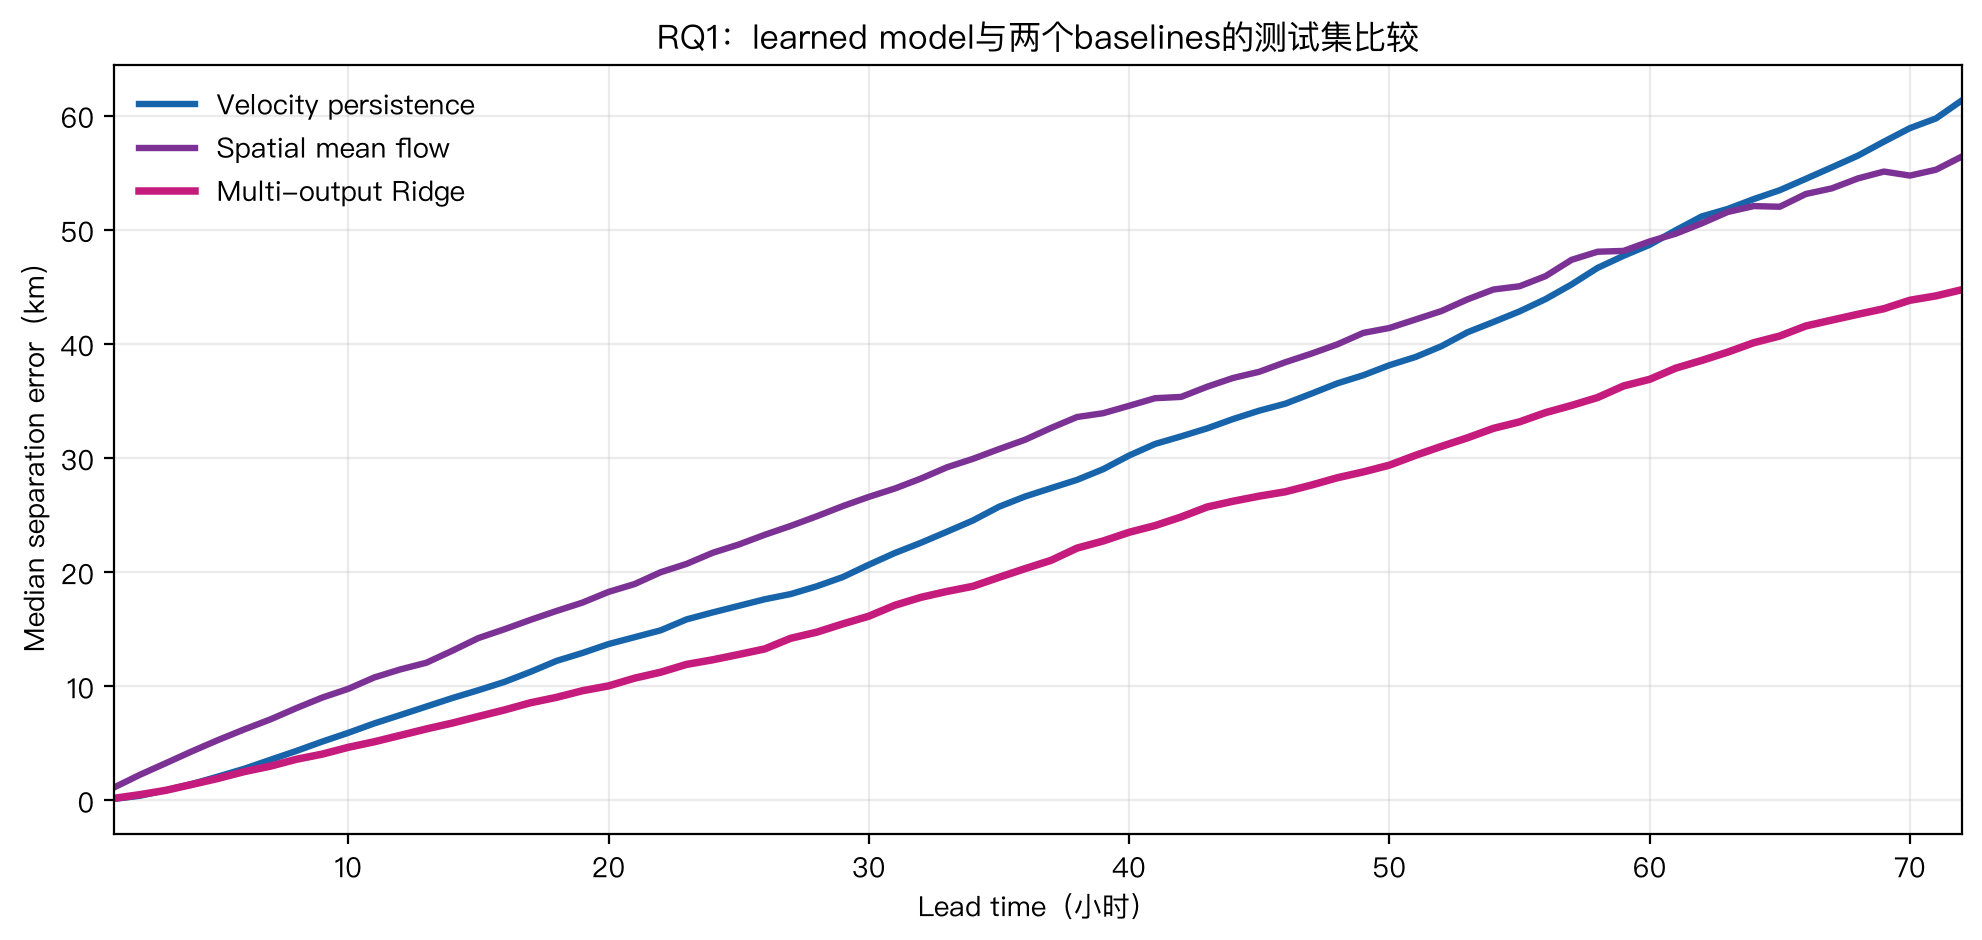 RQ1：learned model与两个baselines的测试集比较
Velocity persistence
Spatial mean flow
Multi−output Ridge
Median separation error（km）
60
50
40
30
20
10
0
10 20 30 40 50 60 70
Lead time（小时）